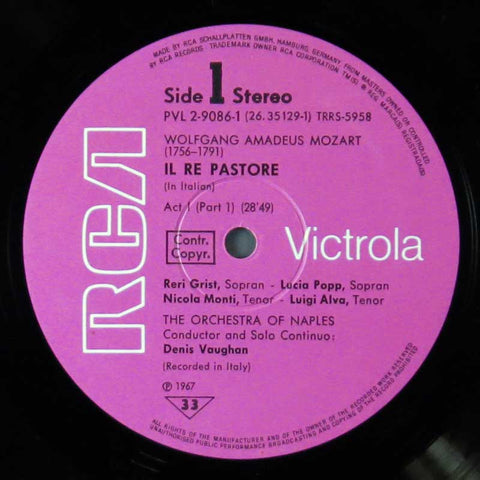 MADE BY RCA SCHALLPLATTEN GMBH, HAMBURG, GERMANY FROM MASTERS OWNED OR CONTROLLED
BY RCA RECORDS · TRADEMARK OWNER RCA CORPORATION TM(S) ® REG. MARCA(S) REGISTRADA(S)
Side 1 Stereo
PVL 2-9086-1 (26.35129-1) TRRS-5958
WOLFGANG AMADEUS MOZART
(1756–1791)
IL RE PASTORE
(In Italian)
Act I (Part 1) (28'49)
RCA
Contr.
Copyr.
Victrola
Reri Grist, Sopran - Lucia Popp, Sopran
Nicola Monti, Tenor - Luigi Alva, Tenor
THE ORCHESTRA OF NAPLES
Conductor and Solo Continuo:
Denis Vaughan
(Recorded in Italy)
℗ 1967
33
ALL RIGHTS OF THE MANUFACTURER AND OF THE OWNER OF THE RECORDED WORK RESERVED
UNAUTHORISED PUBLIC PERFORMANCE BROADCASTING AND COPYING OF THE RECORD PROHIBITED